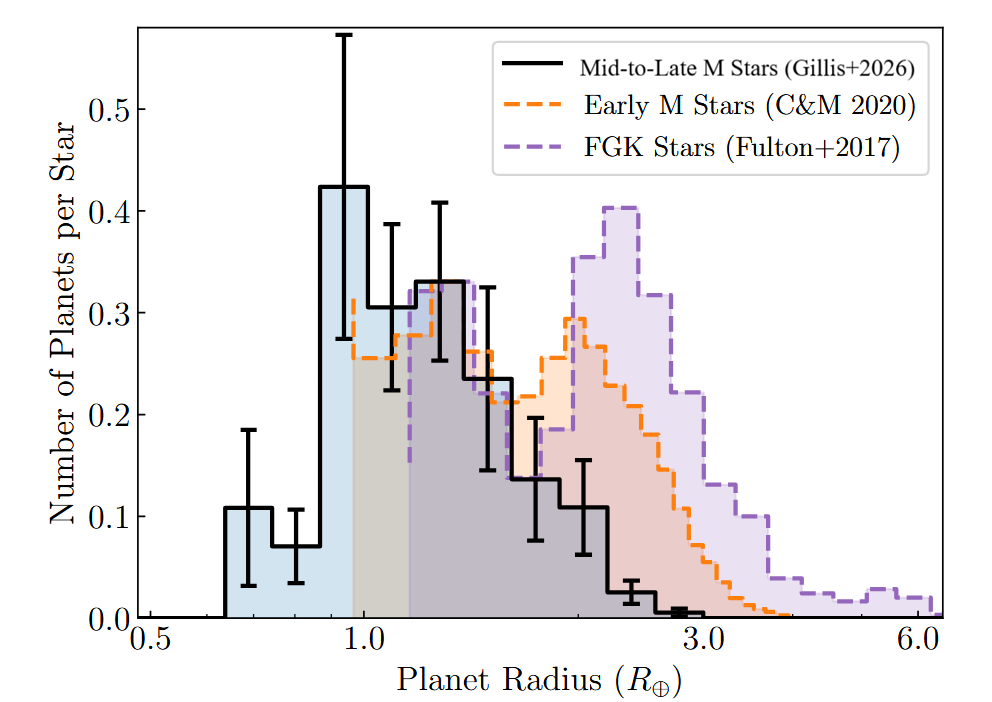 Mid-to-Late M Stars (Gillis+2026)
Early M Stars (C&M 2020)
FGK Stars (Fulton+2017)
Number of Planets per Star
0.5
0.4
0.3
0.2
0.1
0.0
0.5 1.0 3.0 6.0
Planet Radius (R⊕)